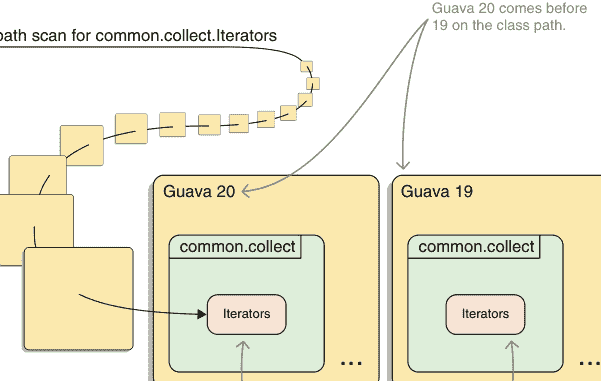 Guava 20 comes before
19 on the class path.
path scan for common.collect.Iterators
Guava 20
Guava 19
common.collect
common.collect
Iterators
Iterators
...
...